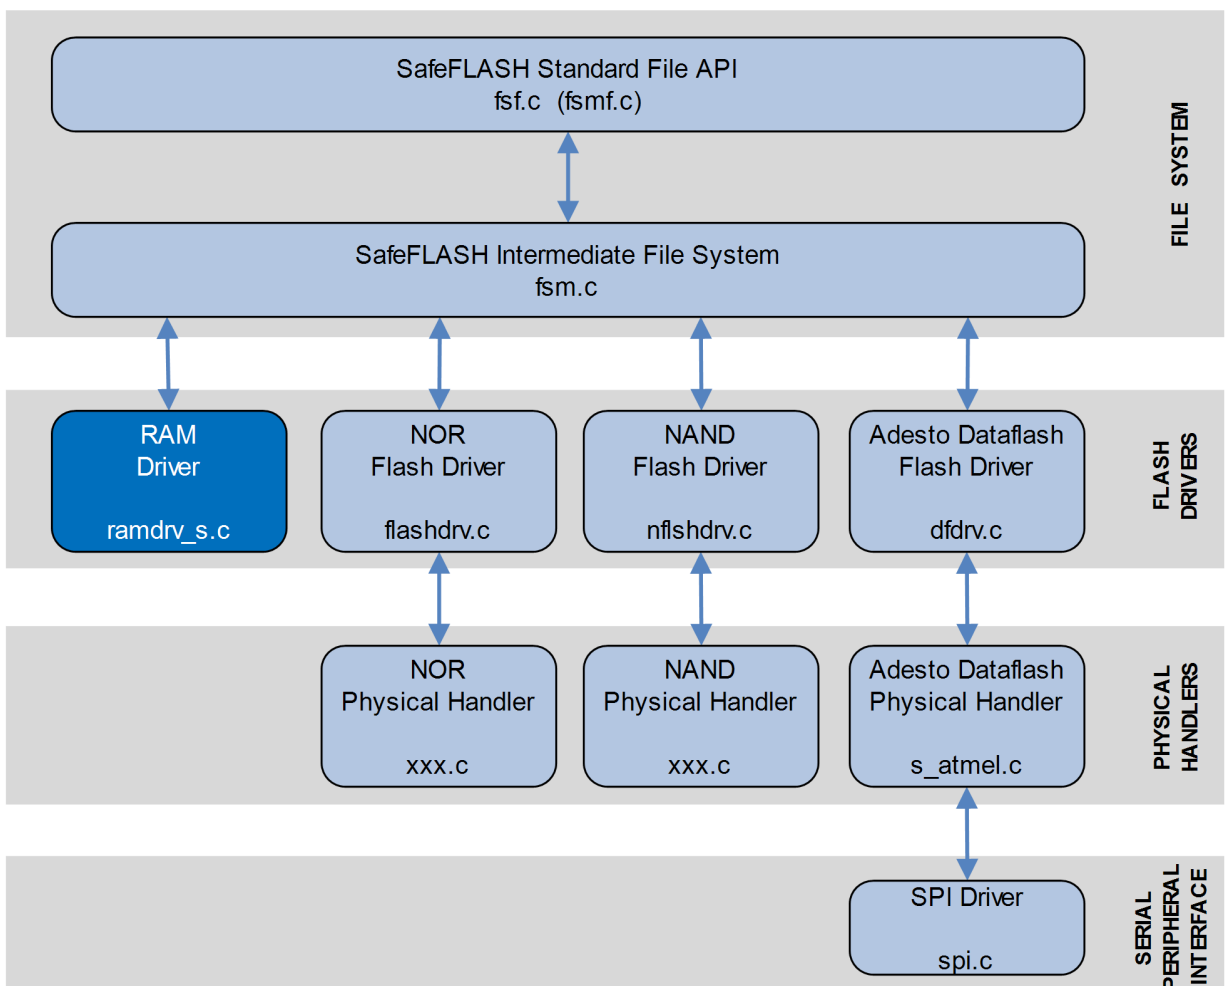 SafeFLASH Standard File API
fsf.c  (fsmf.c)
FILE SYSTEM
SafeFLASH Intermediate File System
fsm.c
RAM
Driver
ramdrv_s.c
NOR
Flash Driver
flashdrv.c
NAND
Flash Driver
nflshdrv.c
Adesto Dataflash
Flash Driver
dfdrv.c
FLASH
DRIVERS
NOR
Physical Handler
xxx.c
NAND
Physical Handler
xxx.c
Adesto Dataflash
Physical Handler
s_atmel.c
PHYSICAL
HANDLERS
SPI Driver
spi.c
SERIAL
PERIPHERAL
INTERFACE